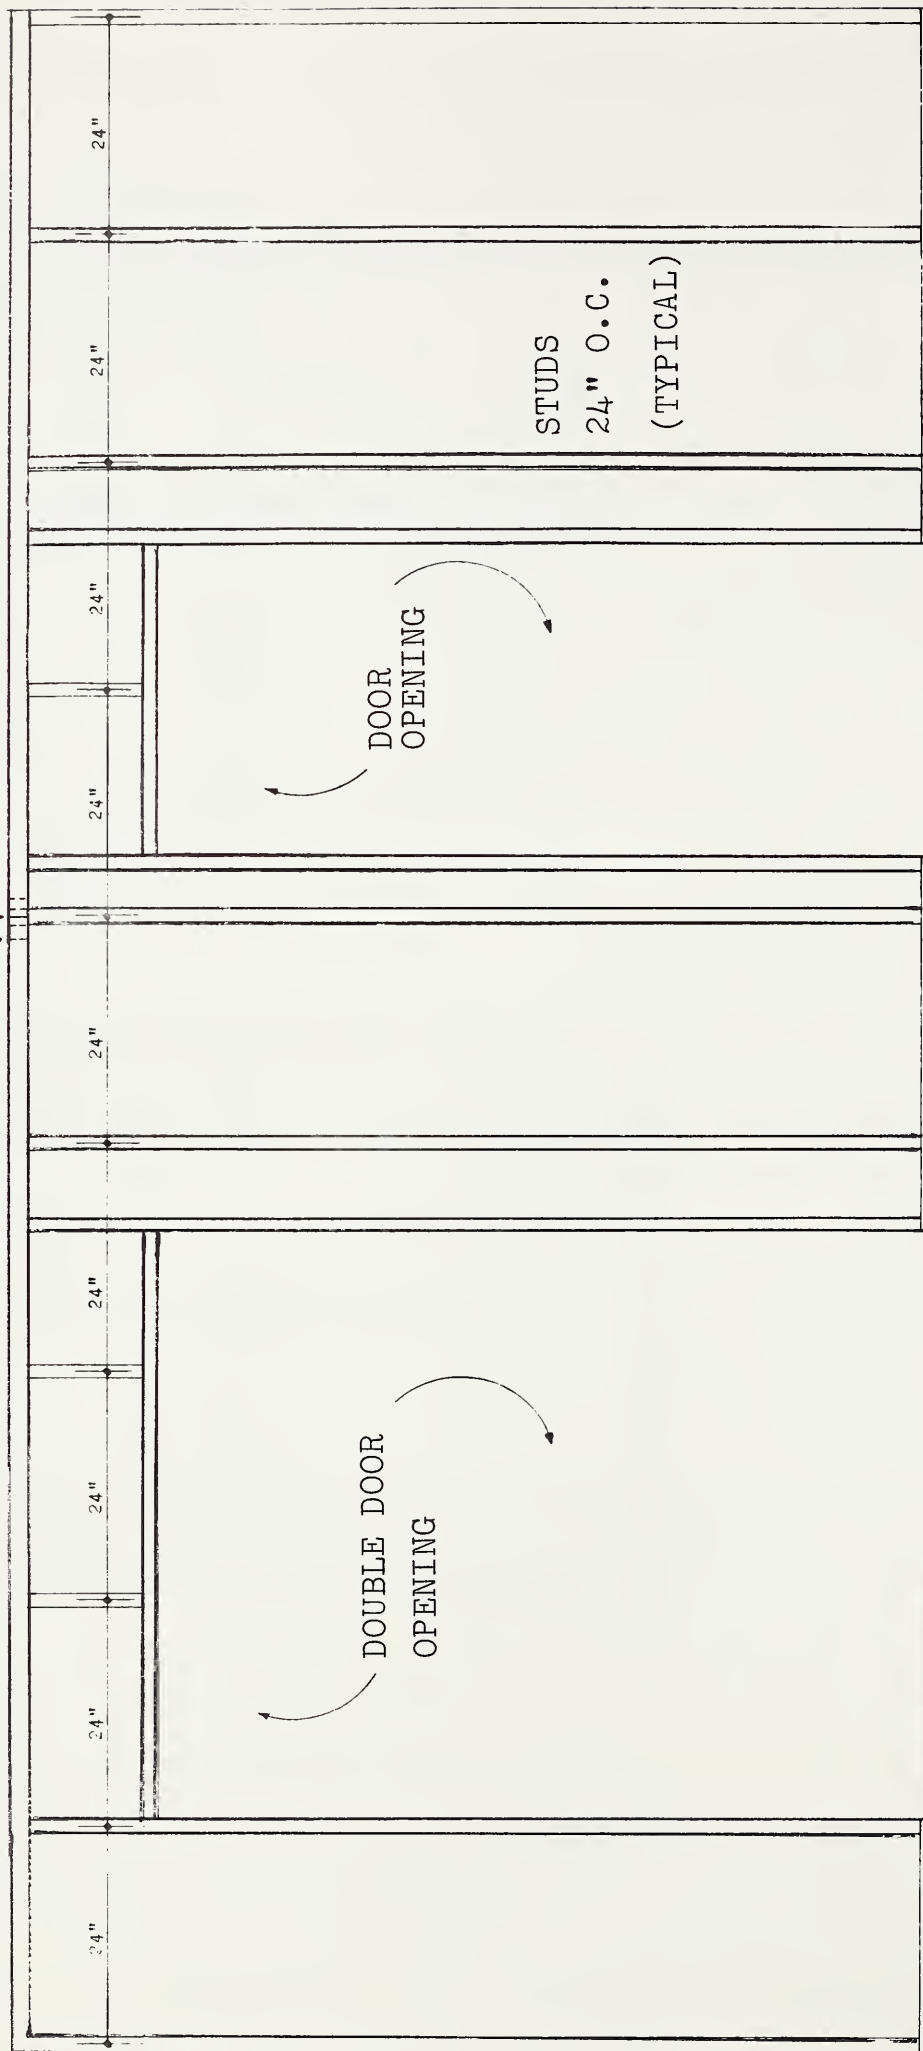 24"
24"
24"
24"
24"
24"
24"
24"
24"
DOUBLE DOOR
OPENING
DOOR
OPENING
STUDS
24" O.C.
(TYPICAL)